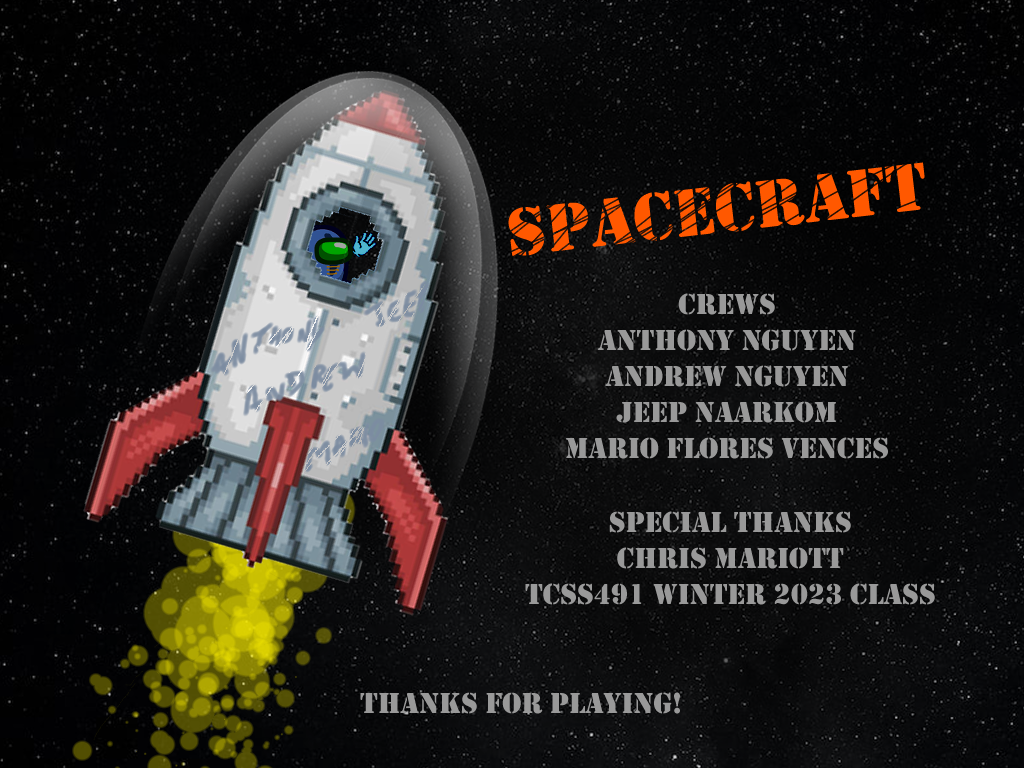 SPACECRAFT
CREWS
ANTHONY NGUYEN
ANDREW NGUYEN
JEEP NAARKOM
MARIO FLORES VENCES
SPECIAL THANKS
CHRIS MARIOTT
TCSS491 WINTER 2023 CLASS
THANKS FOR PLAYING!
ANDREW